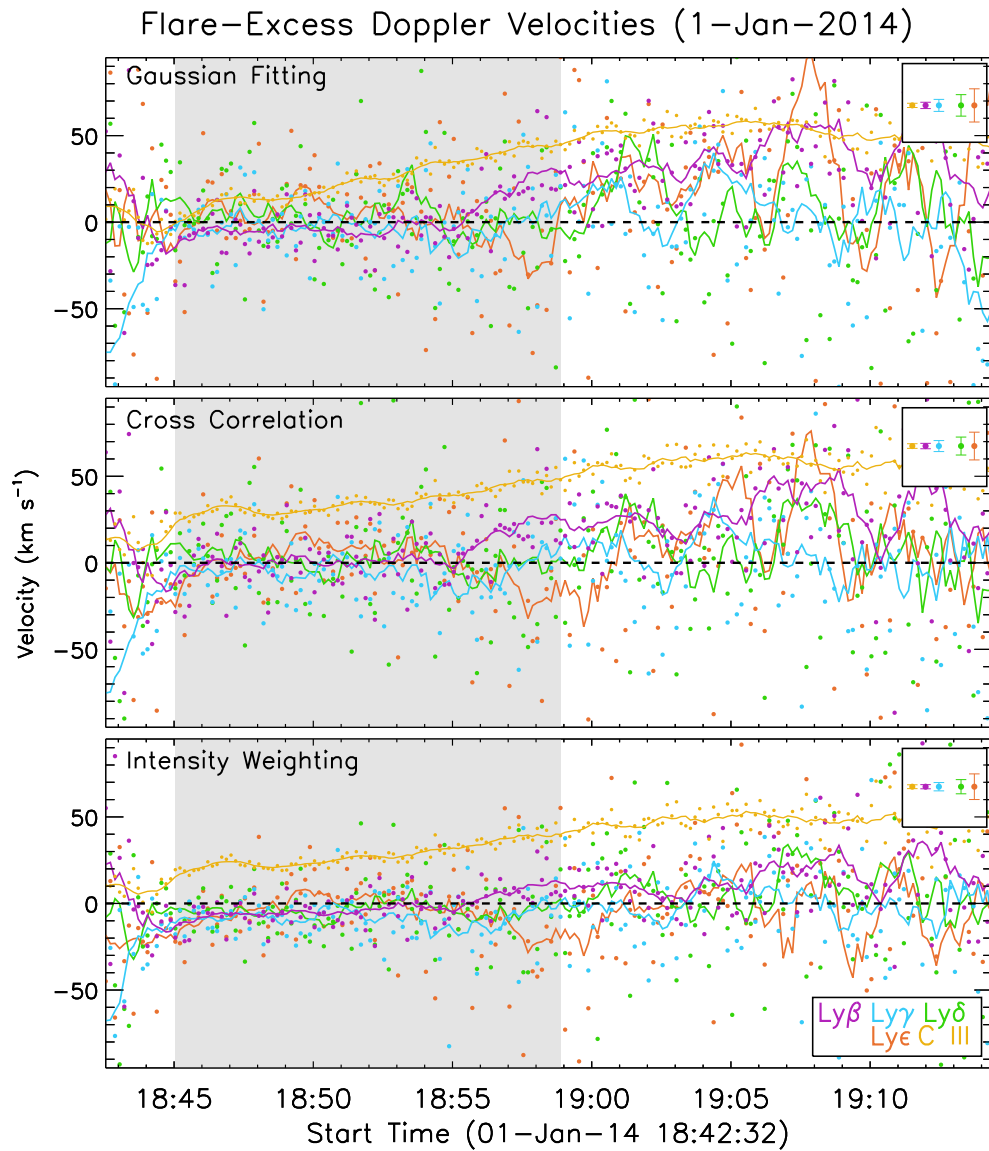 Flare-Excess Doppler Velocities (1-Jan-2014)
Gaussian Fitting
50
0
-50
Cross Correlation
50
0
-50
Velocity (km s⁻¹)
Intensity Weighting
50
0
-50
Lyβ Lyγ Lyδ
Lyϵ C III
18:45 18:50 18:55 19:00 19:05 19:10
Start Time (01-Jan-14 18:42:32)